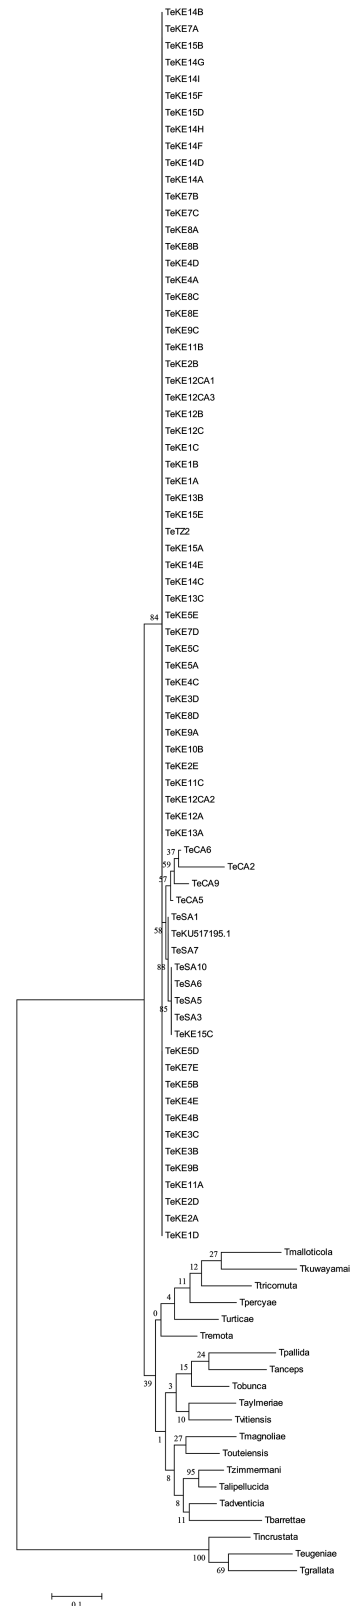 TeKE14B
TeKE7A
TeKE15B
TeKE14G
TeKE14I
TeKE15F
TeKE15D
TeKE14H
TeKE14F
TeKE14D
TeKE14A
TeKE7B
TeKE7C
TeKE8A
TeKE8B
TeKE4D
TeKE4A
TeKE8C
TeKE8E
TeKE9C
TeKE11B
TeKE2B
TeKE12CA1
TeKE12CA3
TeKE12B
TeKE12C
TeKE1C
TeKE1B
TeKE1A
TeKE13B
TeKE15E
TeTZ2
TeKE15A
TeKE14E
TeKE14C
TeKE13C
TeKE5E
84
TeKE7D
TeKE5C
TeKE5A
TeKE4C
TeKE3D
TeKE8D
TeKE9A
TeKE10B
TeKE2E
TeKE11C
TeKE12CA2
TeKE12A
TeKE13A
37 TeCA6
59 TeCA2
57 TeCA9
TeCA5
TeSA1
58 TeKU517195.1
TeSA7
88 TeSA10
TeSA6
TeSA5
85 TeSA3
TeKE15C
TeKE5D
TeKE7E
TeKE5B
TeKE4E
TeKE4B
TeKE3C
TeKE3B
TeKE9B
TeKE11A
TeKE2D
TeKE2A
TeKE1D
27 Tmalloticola
12 Tkuwayamai
11 Ttricornuta
4 Tpercyae
0 Turticae
Tremota
24 Tpallida
15 Tanceps
39 3 Tobunca
Taylmeriae
10 Tvitiensis
1 27 Tmagnoliae
Touteiensis
8 95 Tzimmermani
Talipellucida
8 Tadventicia
11 Tbarrettae
Tincrustata
100 Teugeniae
69 Tgrallata
0.1